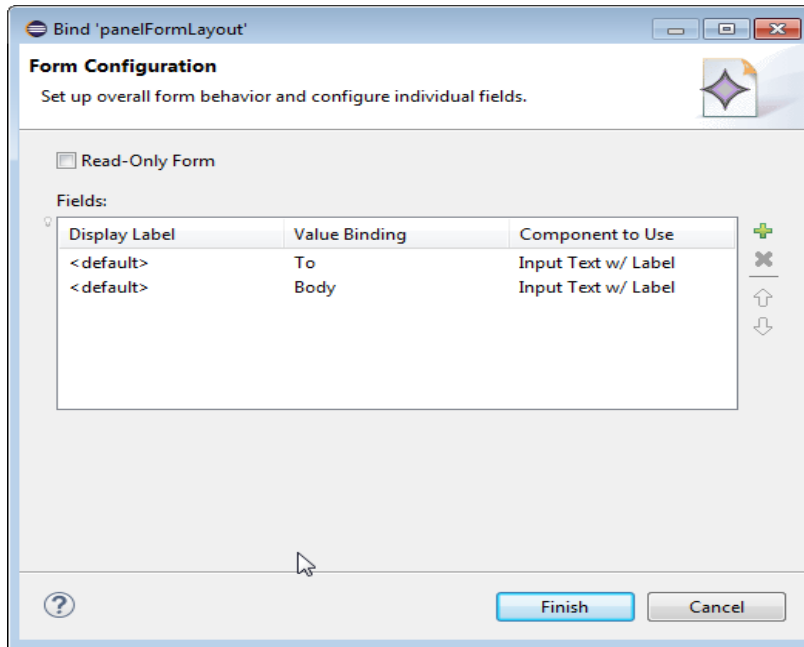 Bind 'panelFormLayout'
Form Configuration
Set up overall form behavior and configure individual fields.
Read-Only Form
Fields:
Display Label Value Binding Component to Use
<default> To Input Text w/ Label
<default> Body Input Text w/ Label
? Finish Cancel